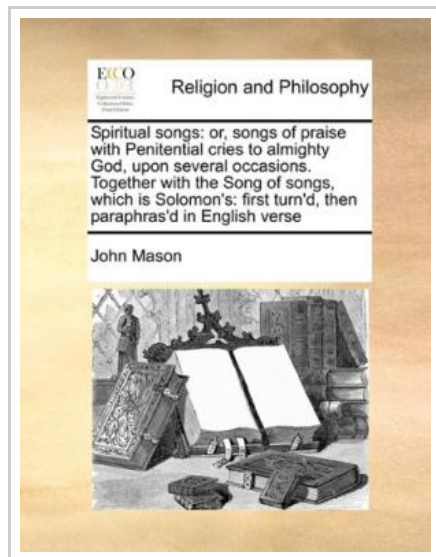 ECCO
Religion and Philosophy
Spiritual songs: or, songs of praise
with Penitential cries to almighty
God, upon several occasions.
Together with the Song of songs,
which is Solomon's: first turn'd, then
paraphras'd in English verse
John Mason